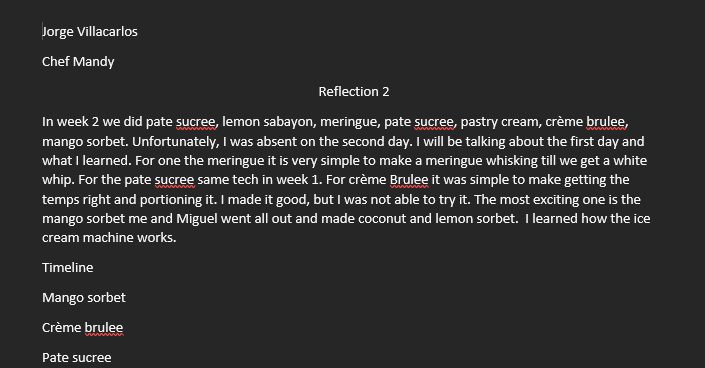 Jorge Villacarlos
Chef Mandy
Reflection 2
In week 2 we did pate sucree, lemon sabayon, meringue, pate sucree, pastry cream, crème brulee,
mango sorbet. Unfortunately, I was absent on the second day. I will be talking about the first day and
what I learned. For one the meringue it is very simple to make a meringue whisking till we get a white
whip. For the pate sucree same tech in week 1. For crème Brulee it was simple to make getting the
temps right and portioning it. I made it good, but I was not able to try it. The most exciting one is the
mango sorbet me and Miguel went all out and made coconut and lemon sorbet.  I learned how the ice
cream machine works.
Timeline
Mango sorbet
Crème brulee
Pate sucree